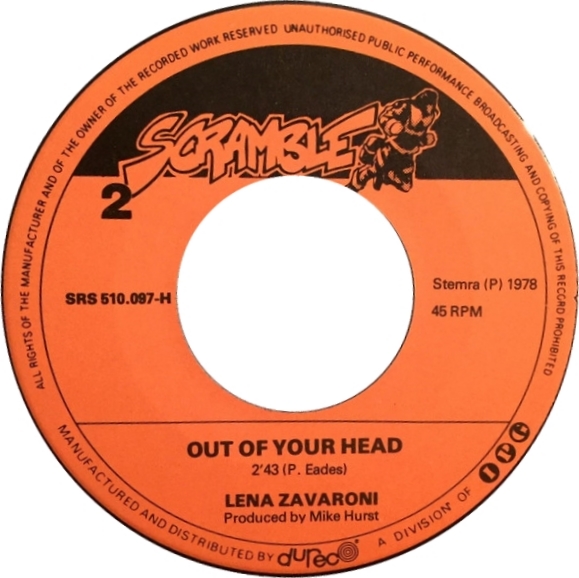 ALL RIGHTS OF THE MANUFACTURER AND OF THE OWNER OF THE RECORDED WORK RESERVED UNAUTHORISED PUBLIC PERFORMANCE BROADCASTING AND COPYING OF THIS RECORD PROHIBITED
SCRAMBLE
2
SRS 510.097-H
Stemra (P) 1978
45 RPM
OUT OF YOUR HEAD
2'43 (P. Eades)
LENA ZAVARONI
Produced by Mike Hurst
MANUFACTURED AND DISTRIBUTED BY dureco A DIVISION OF